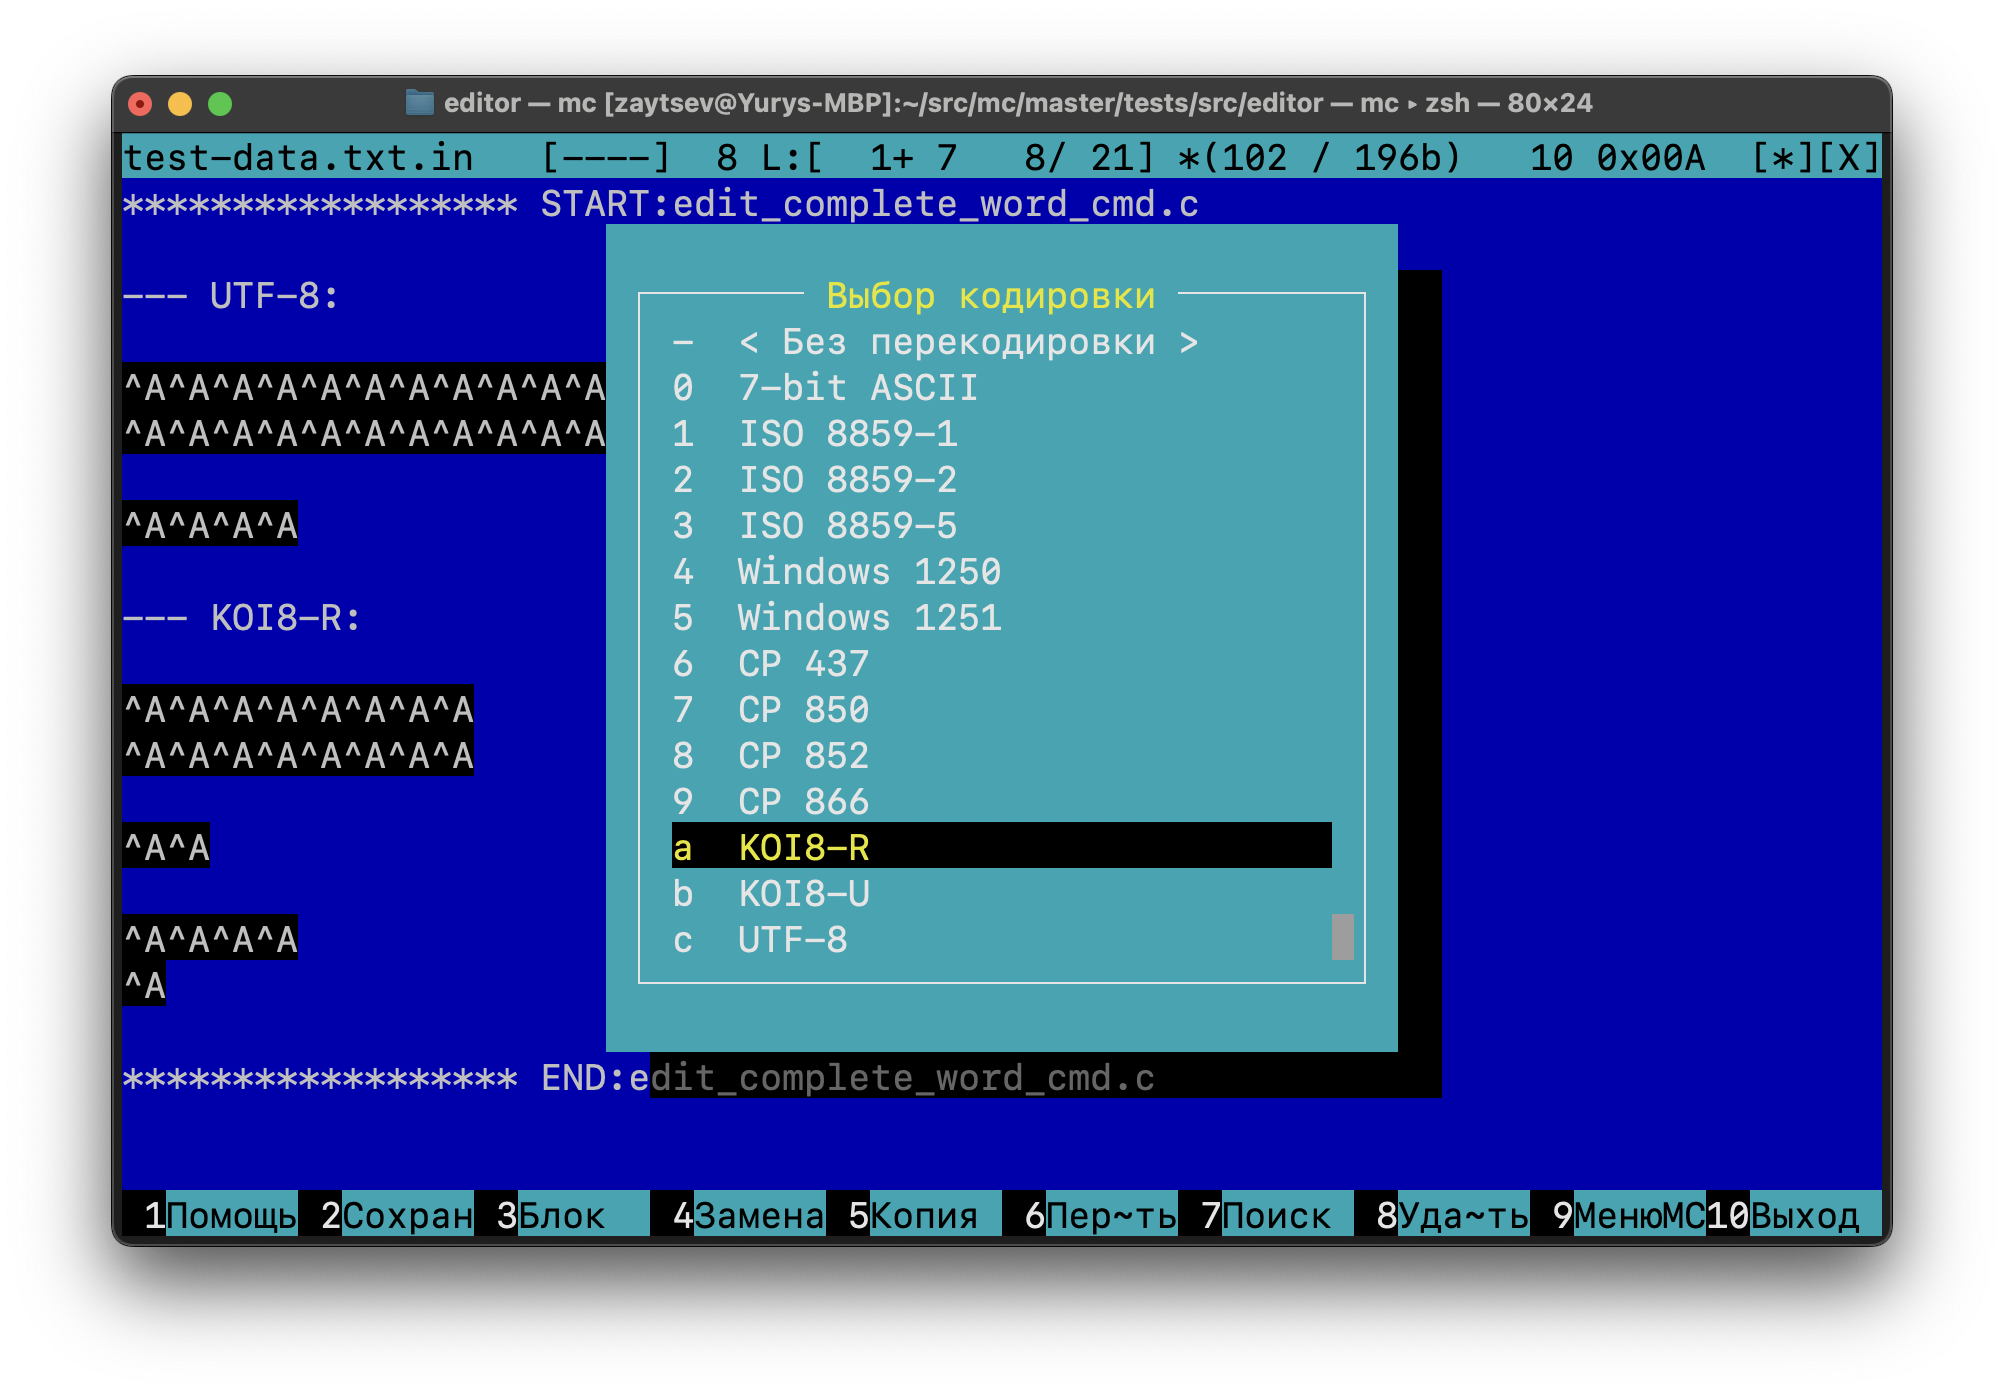 editor — mc [zaytsev@Yurys-MBP]:~/src/mc/master/tests/src/editor — mc ▸ zsh — 80×24
test-data.txt.in   [----]  8 L:[  1+ 7   8/ 21] *(102 / 196b)   10 0x00A  [*][X]
****************** START:edit_complete_word_cmd.c
--- UTF-8:
^A^A^A^A^A^A^A^A^A^A^A
^A^A^A^A^A^A^A^A^A^A^A
^A^A^A^A
--- KOI8-R:
^A^A^A^A^A^A^A^A
^A^A^A^A^A^A^A^A
^A^A
^A^A^A^A
^A
****************** END:edit_complete_word_cmd.c
Выбор кодировки
-  < Без перекодировки >
0  7-bit ASCII
1  ISO 8859-1
2  ISO 8859-2
3  ISO 8859-5
4  Windows 1250
5  Windows 1251
6  CP 437
7  CP 850
8  CP 852
9  CP 866
a  KOI8-R
b  KOI8-U
c  UTF-8
1Помощь 2Сохран 3Блок 4Замена 5Копия 6Пер~ть 7Поиск 8Уда~ть 9МенюMC10Выход